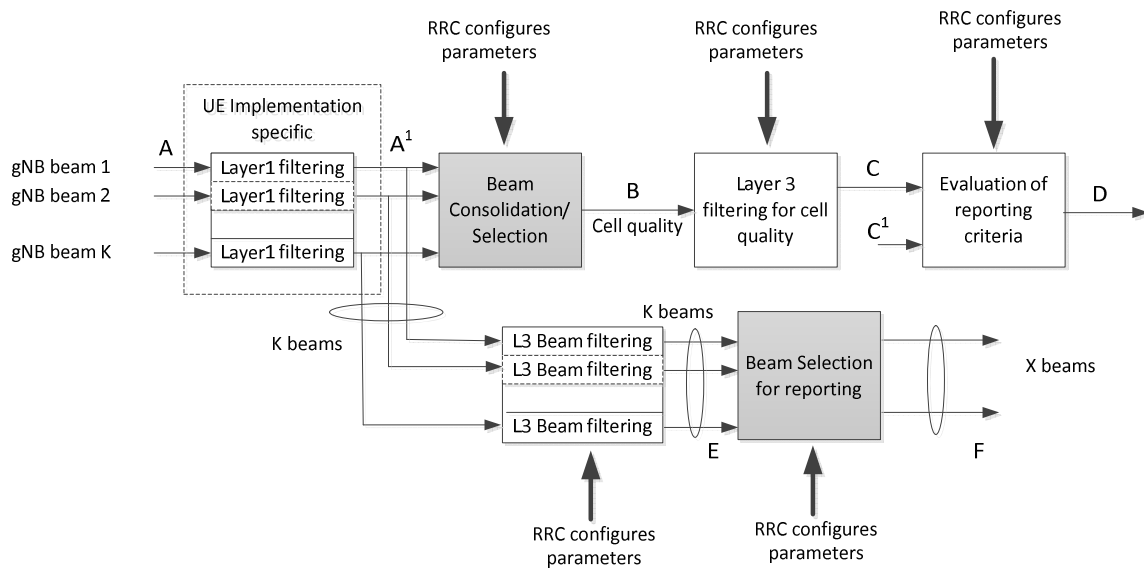 RRC configures
parameters
RRC configures
parameters
RRC configures
parameters
UE Implementation
specific
A
A¹
gNB beam 1
gNB beam 2
gNB beam K
Layer1 filtering
Layer1 filtering
Layer1 filtering
Beam
Consolidation/
Selection
B
Cell quality
Layer 3
filtering for cell
quality
C
C¹
Evaluation of
reporting
criteria
D
K beams
L3 Beam filtering
L3 Beam filtering
L3 Beam filtering
K beams
E
Beam Selection
for reporting
X beams
F
RRC configures
parameters
RRC configures
parameters